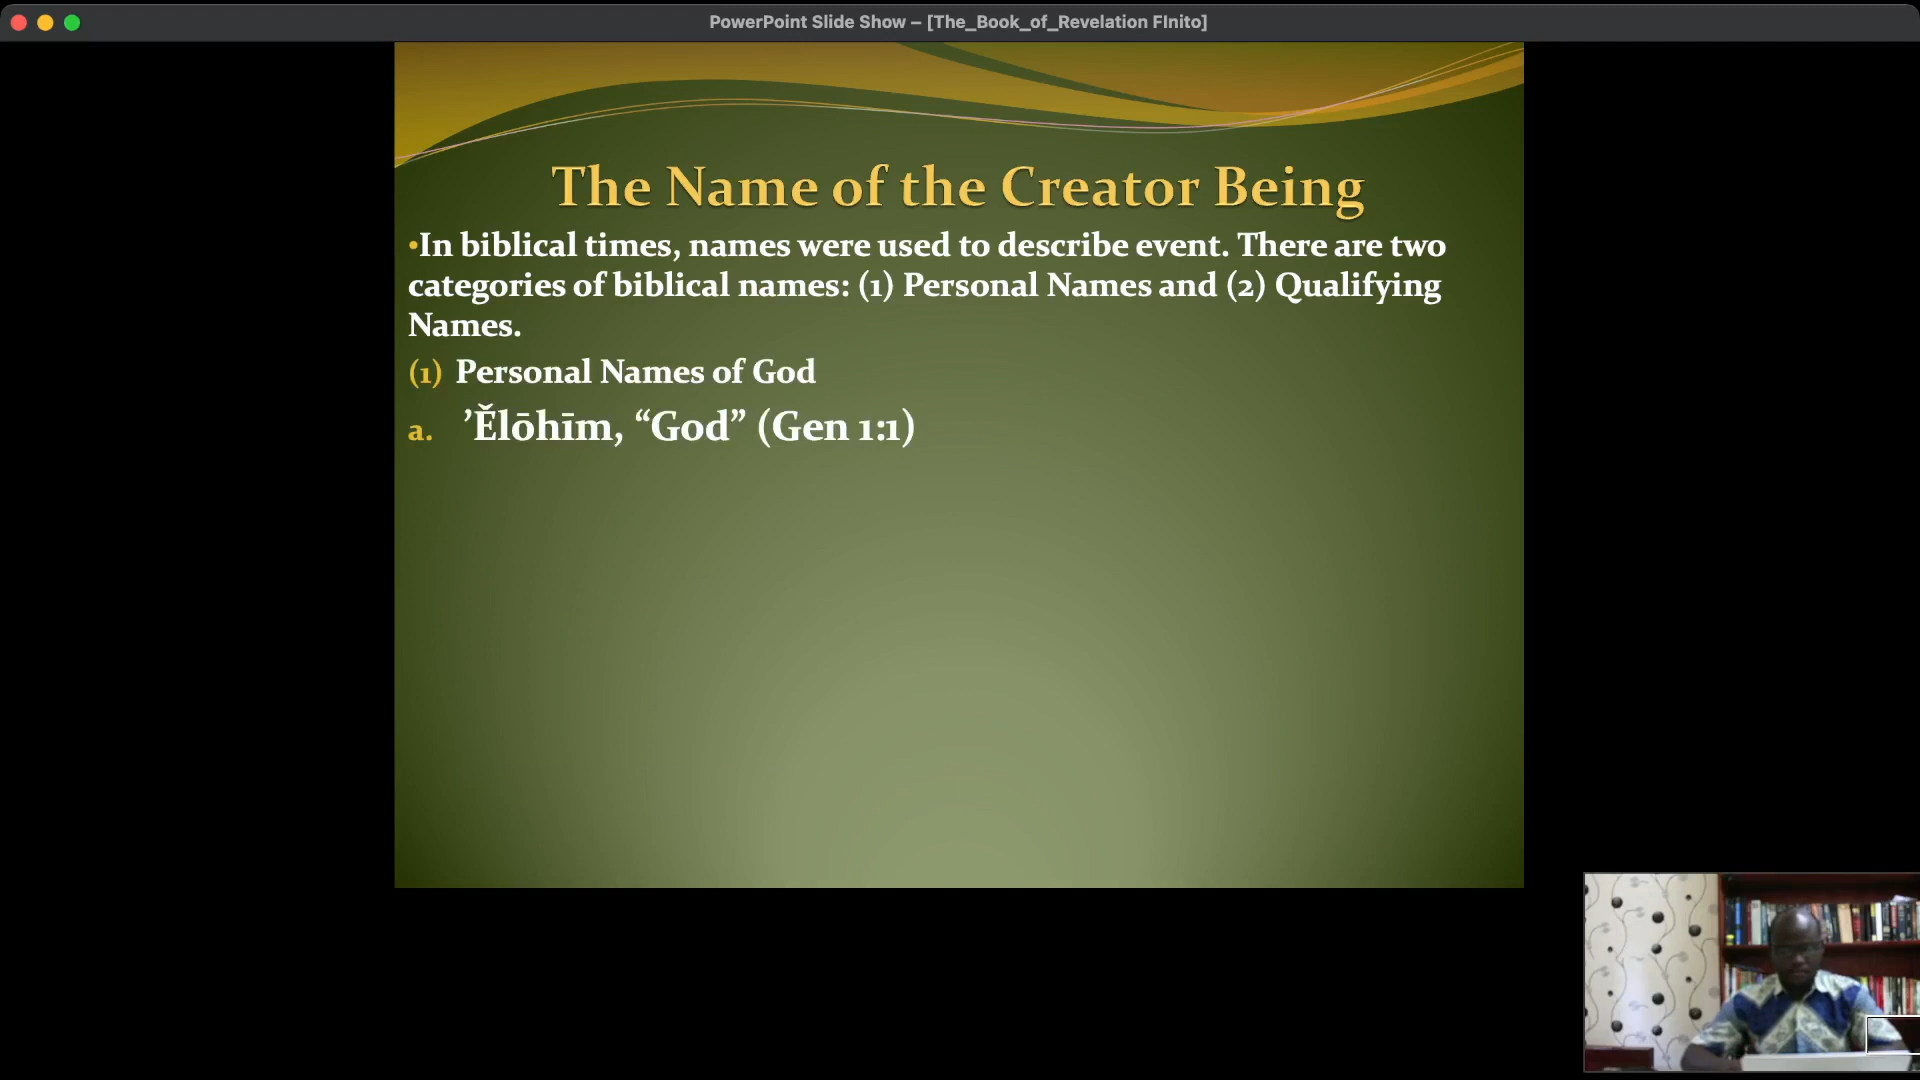 PowerPoint Slide Show – [The_Book_of_Revelation FInito]
The Name of the Creator Being
•In biblical times, names were used to describe event. There are two
categories of biblical names: (1) Personal Names and (2) Qualifying
Names.
(1) Personal Names of God
a. ’Ĕlōhīm, “God” (Gen 1:1)